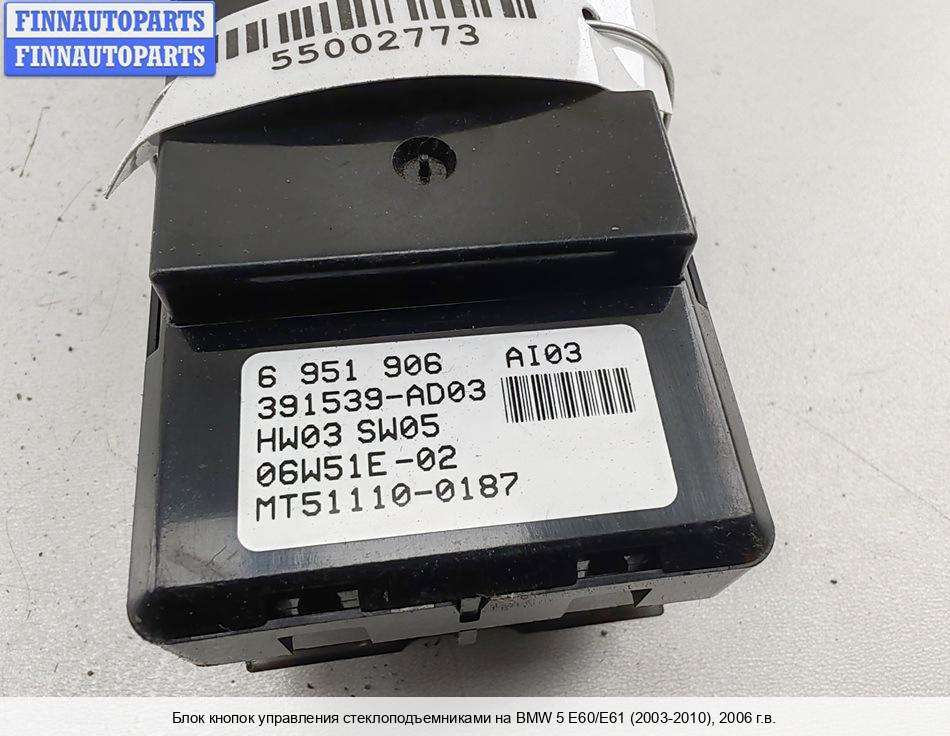 FINNAUTOPARTS
FINNAUTOPARTS
55002773
6 951 906 AI03
391539-AD03
HW03 SW05
06W51E-02
MT51110-0187
Блок кнопок управления стеклоподъемниками на BMW 5 E60/E61 (2003-2010), 2006 г.в.